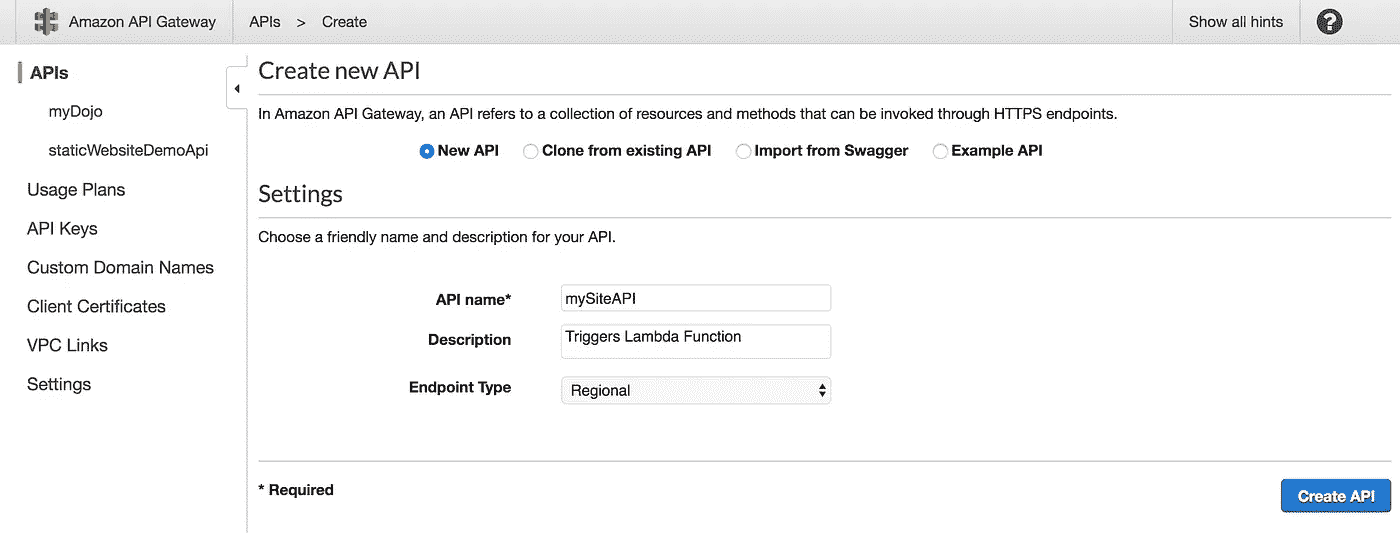 Amazon API Gateway APIs > Create Show all hints ?
APIs
myDojo
staticWebsiteDemoApi
Usage Plans
API Keys
Custom Domain Names
Client Certificates
VPC Links
Settings
Create new API
In Amazon API Gateway, an API refers to a collection of resources and methods that can be invoked through HTTPS endpoints.
New API Clone from existing API Import from Swagger Example API
Settings
Choose a friendly name and description for your API.
API name* mySiteAPI
Description Triggers Lambda Function
Endpoint Type Regional
* Required
Create API